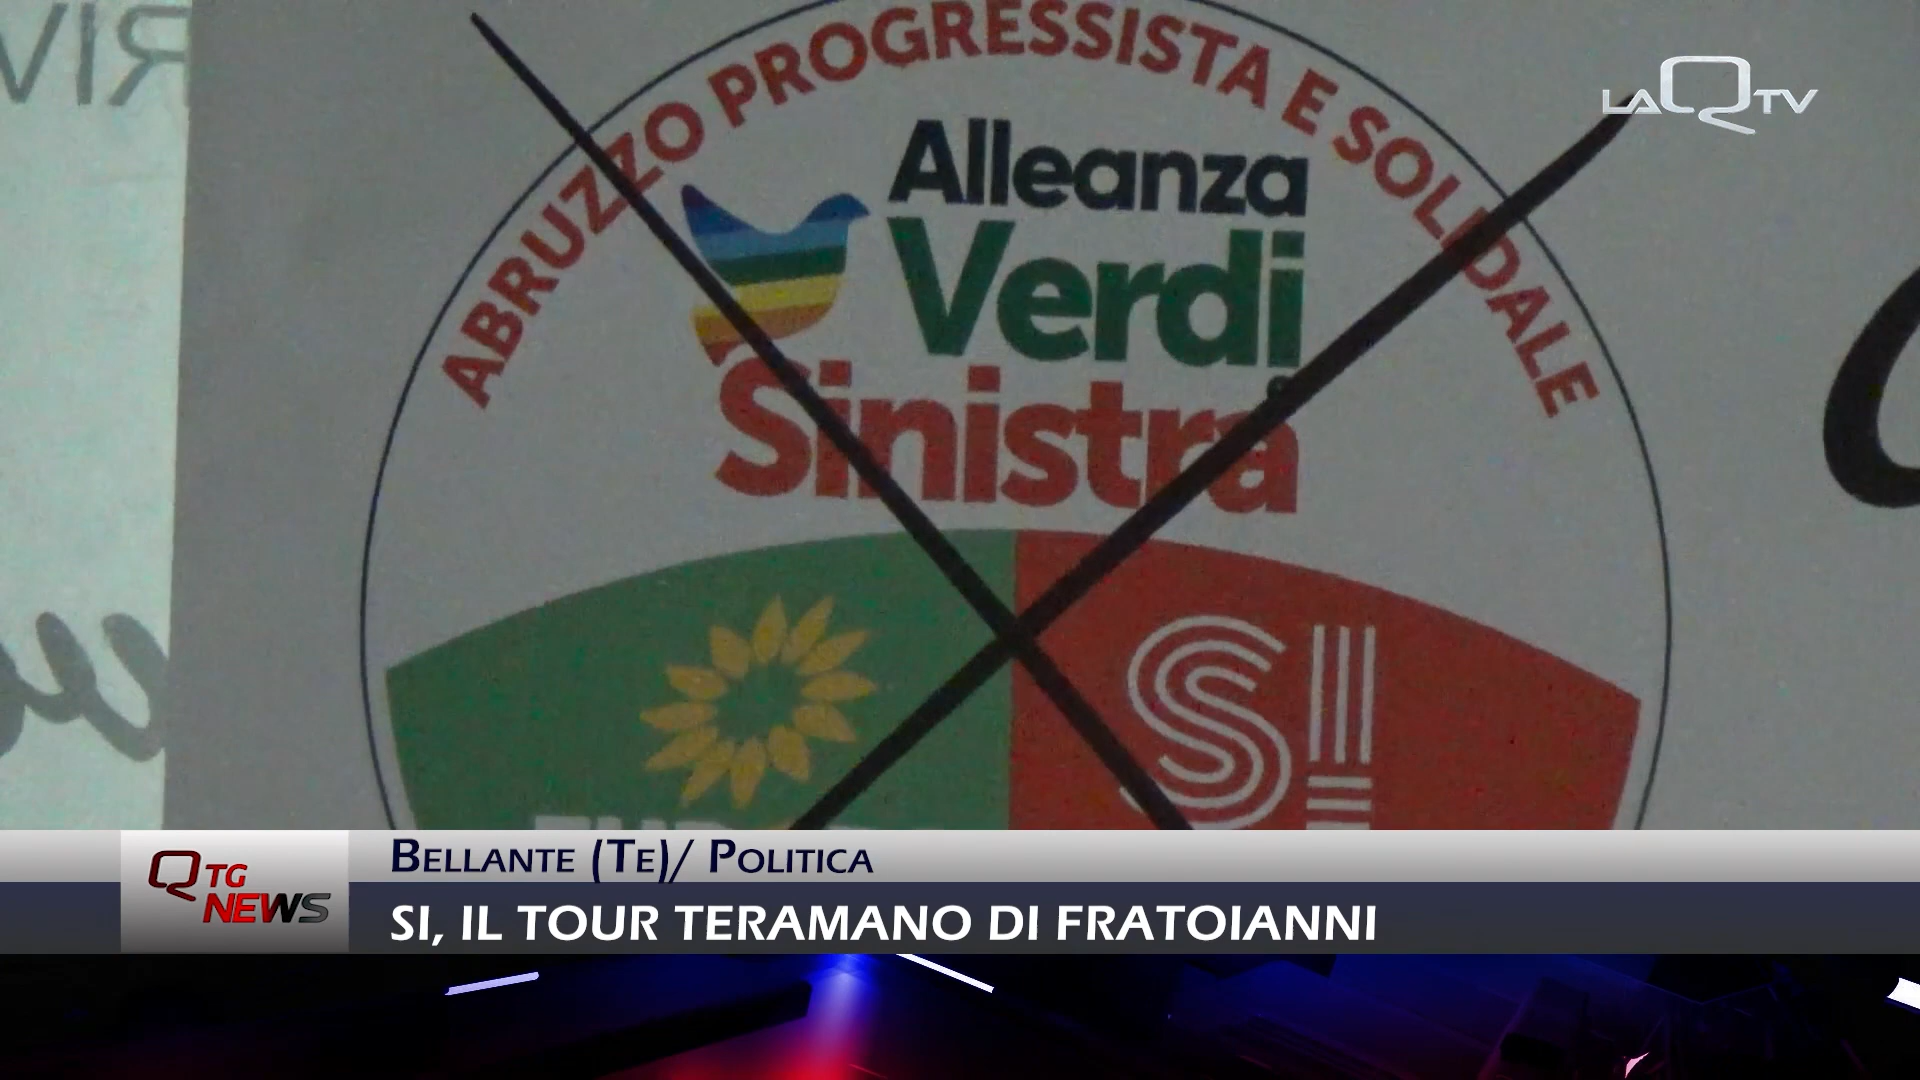 ABRUZZO PROGRESSISTA E SOLIDALE
LAQTV
Alleanza
Verdi
Sinistra
SI
BELLANTE (TE)/ POLITICA
QTG
NEWS
SI, IL TOUR TERAMANO DI FRATOIANNI